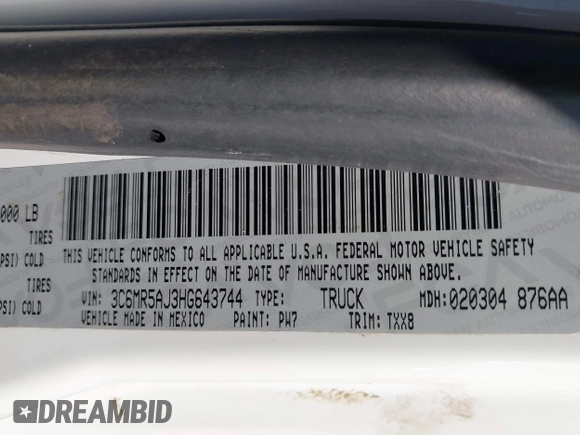 000 LB
TIRES
PSI) COLD
TIRES
PSI) COLD
THIS VEHICLE CONFORMS TO ALL APPLICABLE U.S.A. FEDERAL MOTOR VEHICLE SAFETY
STANDARDS IN EFFECT ON THE DATE OF MANUFACTURE SHOWN ABOVE.
VIN: 3C6MR5AJ3HG643744 TYPE: TRUCK MDH: 020304 876AA
VEHICLE MADE IN MEXICO PAINT: PW7 TRIM: TXX8
DREAMBID